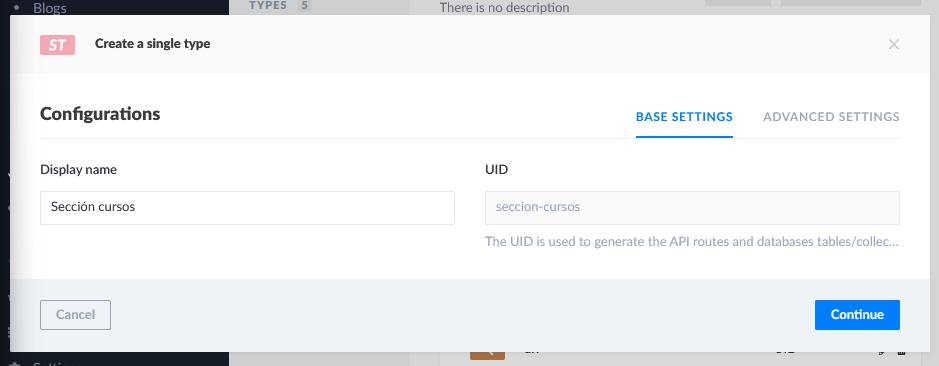 Blogs
TYPES 5
There is no description
ST Create a single type
Configurations
BASE SETTINGS ADVANCED SETTINGS
Display name UID
Sección cursos seccion-cursos
The UID is used to generate the API routes and databases tables/collec...
Cancel Continue